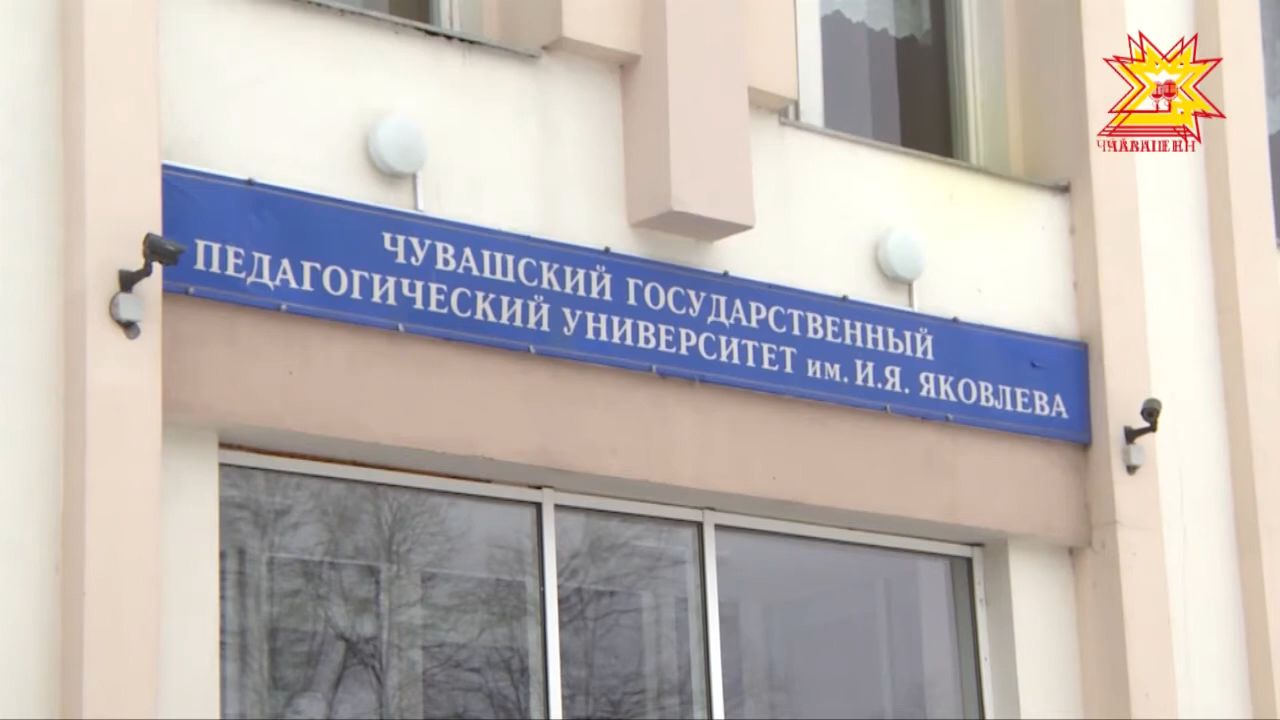 ЧУВАШСКИЙ ГОСУДАРСТВЕННЫЙ
ПЕДАГОГИЧЕСКИЙ УНИВЕРСИТЕТ им. И.Я. ЯКОВЛЕВА